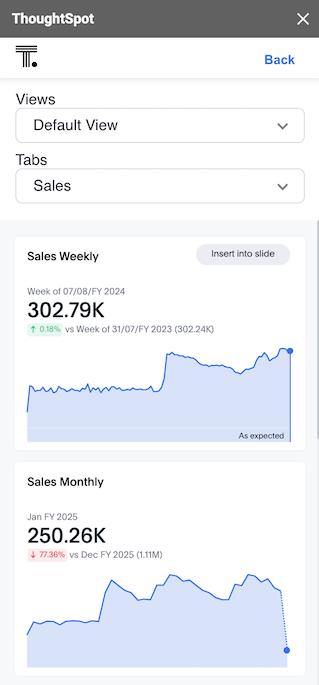 ThoughtSpot
T.
Back
Views
Default View
Tabs
Sales
Sales Weekly
Insert into slide
Week of 07/08/FY 2024
302.79K
↑ 0.18% vs Week of 31/07/FY 2023 (302.24K)
As expected
Sales Monthly
Jan FY 2025
250.26K
↓ 77.36% vs Dec FY 2025 (1.11M)